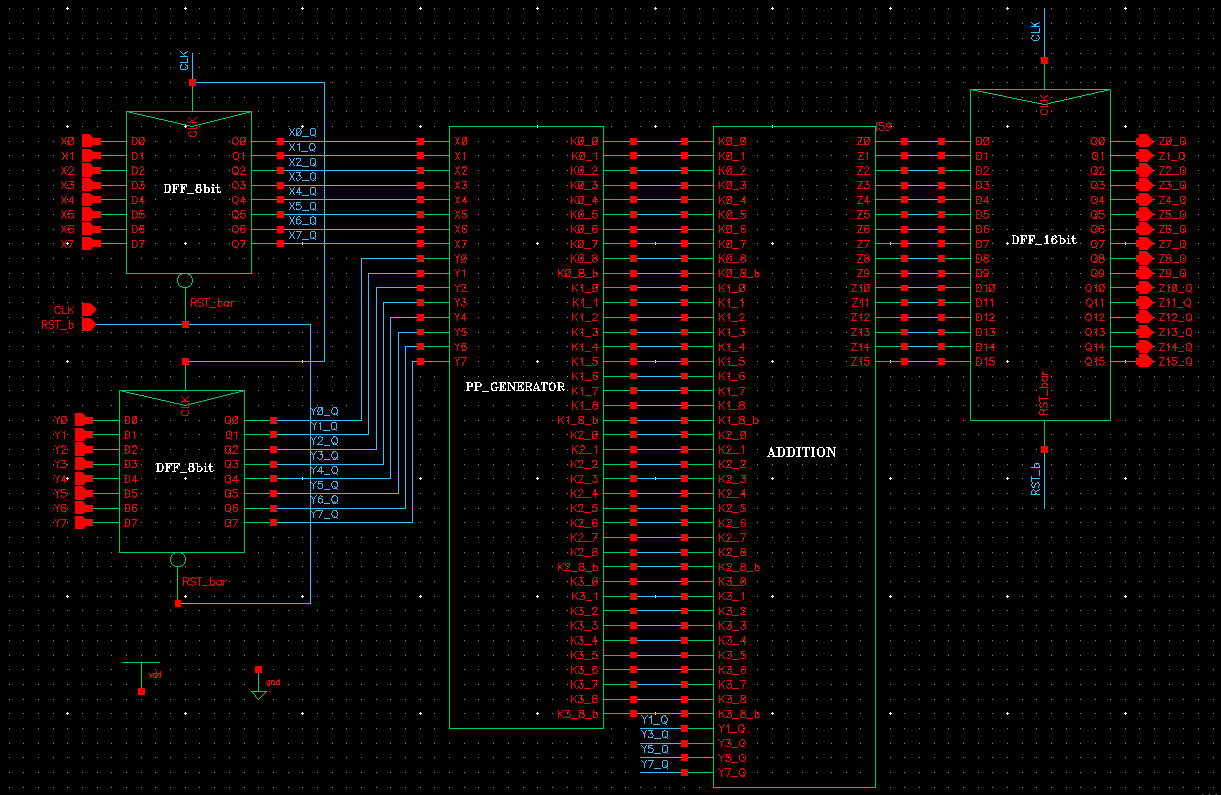 CLK
CLK
CLK
CLK
X0 D0 Q0 X0_Q X0 K0_0 K0_0 Z0 D0 Q0 Z0_Q
X1 D1 Q1 X1_Q X1 K0_1 K0_1 Z1 D1 Q1 Z1_Q
X2 D2 Q2 X2_Q X2 K0_2 K0_2 Z2 D2 Q2 Z2_Q
X3 D3 Q3 X3_Q X3 K0_3 K0_3 Z3 D3 Q3 Z3_Q
X4 D4 Q4 X4_Q X4 K0_4 K0_4 Z4 D4 Q4 Z4_Q
X5 D5 Q5 X5_Q X5 K0_5 K0_5 Z5 D5 Q5 Z5_Q
X6 D6 Q6 X6_Q X6 K0_6 K0_6 Z6 D6 Q6 Z6_Q
X7 D7 Q7 X7_Q X7 K0_7 K0_7 Z7 D7 Q7 Z7_Q
I59
DFF_8bit
DFF_16bit
Y0 K0_8 K0_8 Z8 D8 Q8 Z8_Q
Y1 K0_8_b K0_8_b Z9 D9 Q9 Z9_Q
Y2 K1_0 K1_0 Z10 D10 Q10 Z10_Q
Y3 K1_1 K1_1 Z11 D11 Q11 Z11_Q
Y4 K1_2 K1_2 Z12 D12 Q12 Z12_Q
Y5 K1_3 K1_3 Z13 D13 Q13 Z13_Q
Y6 K1_4 K1_4 Z14 D14 Q14 Z14_Q
Y7 K1_5 K1_5 Z15 D15 Q15 Z15_Q
RST_bar
CLK
RST_b
K1_6 K1_6
PP_GENERATOR
K1_7 K1_7
K1_8 K1_8
K1_8_b K1_8_b
CLK
RST_bar
Y0 D0 Q0 Y0_Q
Y1 D1 Q1 Y1_Q K2_0 K2_0
Y2 D2 Q2 Y2_Q K2_1 K2_1
ADDITION
Y3 D3 Q3 Y3_Q K2_2 K2_2
DFF_8bit
Y4 D4 Q4 Y4_Q K2_3 K2_3
Y5 D5 Q5 Y5_Q K2_4 K2_4
Y6 D6 Q6 Y6_Q K2_5 K2_5
Y7 D7 Q7 Y7_Q K2_6 K2_6
RST_b
K2_7 K2_7
K2_8 K2_8
K2_8_b K2_8_b
RST_bar
K3_0 K3_0
K3_1 K3_1
K3_2 K3_2
K3_3 K3_3
K3_4 K3_4
K3_5 K3_5
K3_6 K3_6
K3_7 K3_7
K3_8 K3_8
K3_8_b K3_8_b
vdd
gnd
Y1_Q Y1_Q
Y3_Q Y3_Q
Y5_Q Y5_Q
Y7_Q Y7_Q